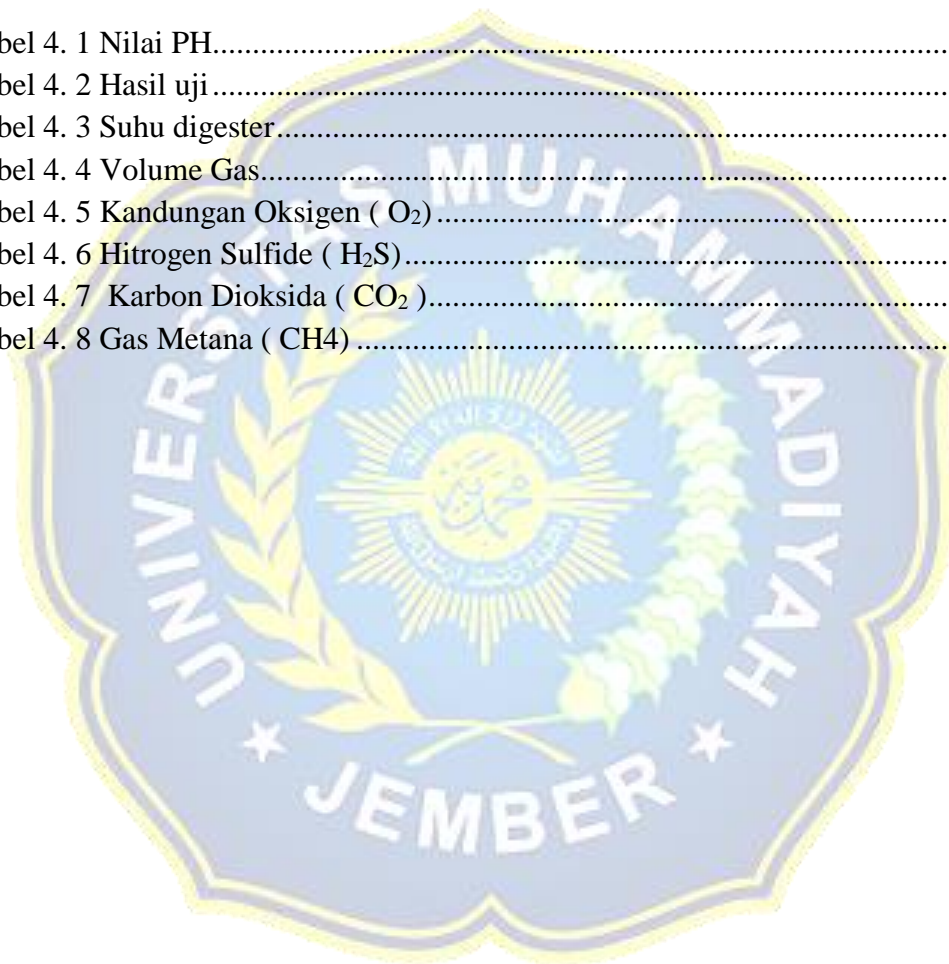 bel 4. 1 Nilai PH
bel 4. 2 Hasil uji
bel 4. 3 Suhu digester
bel 4. 4 Volume Gas
bel 4. 5 Kandungan Oksigen ( O₂)
bel 4. 6 Hitrogen Sulfide ( H₂S)
bel 4. 7 Karbon Dioksida ( CO₂ )
bel 4. 8 Gas Metana ( CH4)
UNIVERSITAS MUHAMMADIYAH
JEMBER